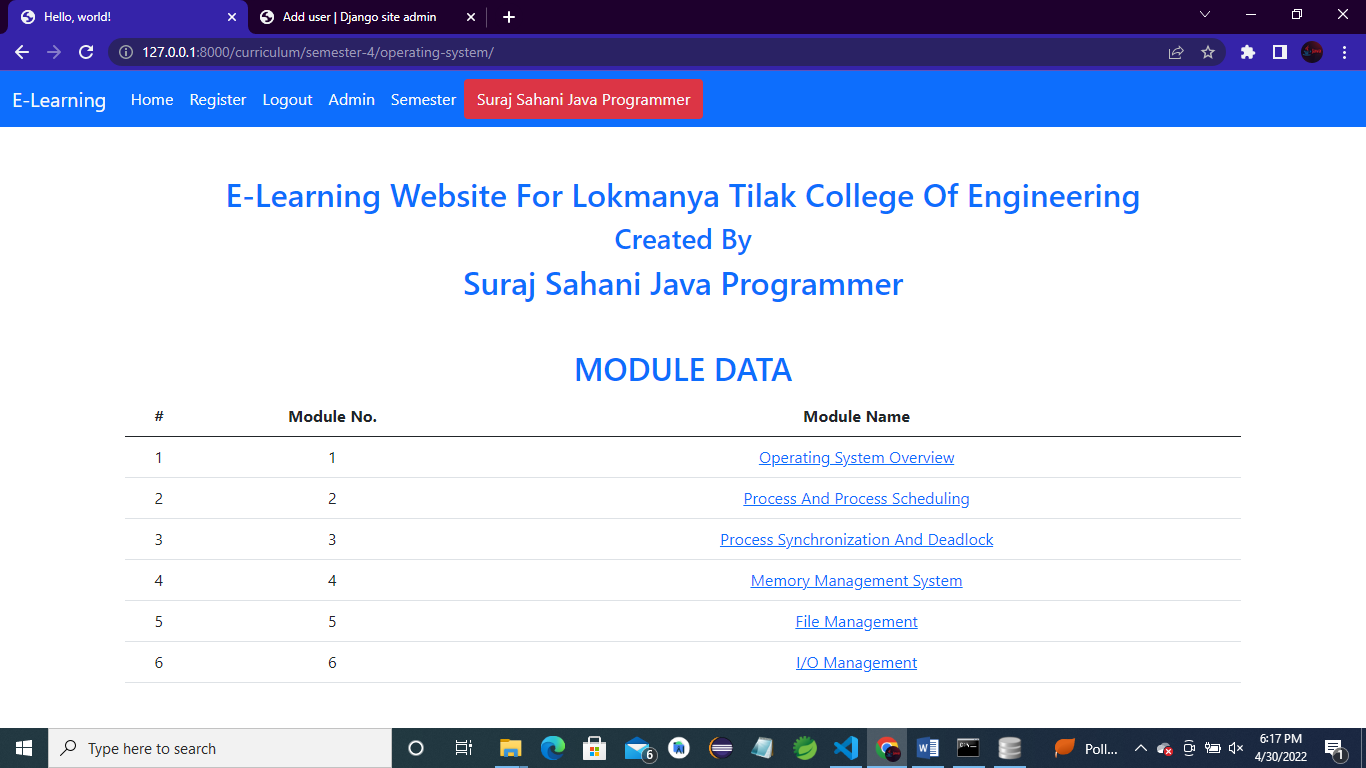 Hello, world!
Add user | Django site admin
127.0.0.1:8000/curriculum/semester-4/operating-system/
E-Learning Home Register Logout Admin Semester Suraj Sahani Java Programmer
E-Learning Website For Lokmanya Tilak College Of Engineering
Created By
Suraj Sahani Java Programmer
MODULE DATA
# Module No. Module Name
1 1 Operating System Overview
2 2 Process And Process Scheduling
3 3 Process Synchronization And Deadlock
4 4 Memory Management System
5 5 File Management
6 6 I/O Management
Type here to search
6
Poll...
6:17 PM
4/30/2022
1